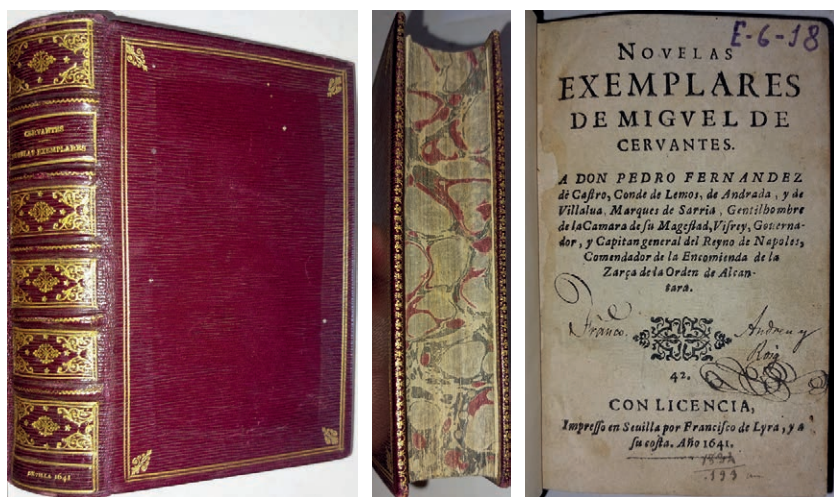 CERVANTES
NOVELAS EXEMPLARES
SEVILLA 1641
E-6-18
NOVELAS
EXEMPLARES
DE MIGVEL DE
CERVANTES.
A DON PEDRO FERNANDEZ
de Caſtro, Conde de Lemos, de Andrada, y de
Villalua, Marques de Sarria, Gentilhombre
de la Camara de ſu Mageſtad, Viſrey, Gouerna-
dor, y Capitan general del Reyno de Napoles,
Comendador de la Encomienda de la
Zarça de la Orden de Alcan-
tara.
Franco. Andreu y
Roig
42.
CON LICENCIA,
Impreſſo en Seuilla por Franciſco de Lyra, y a
ſu coſta. Año 1641.